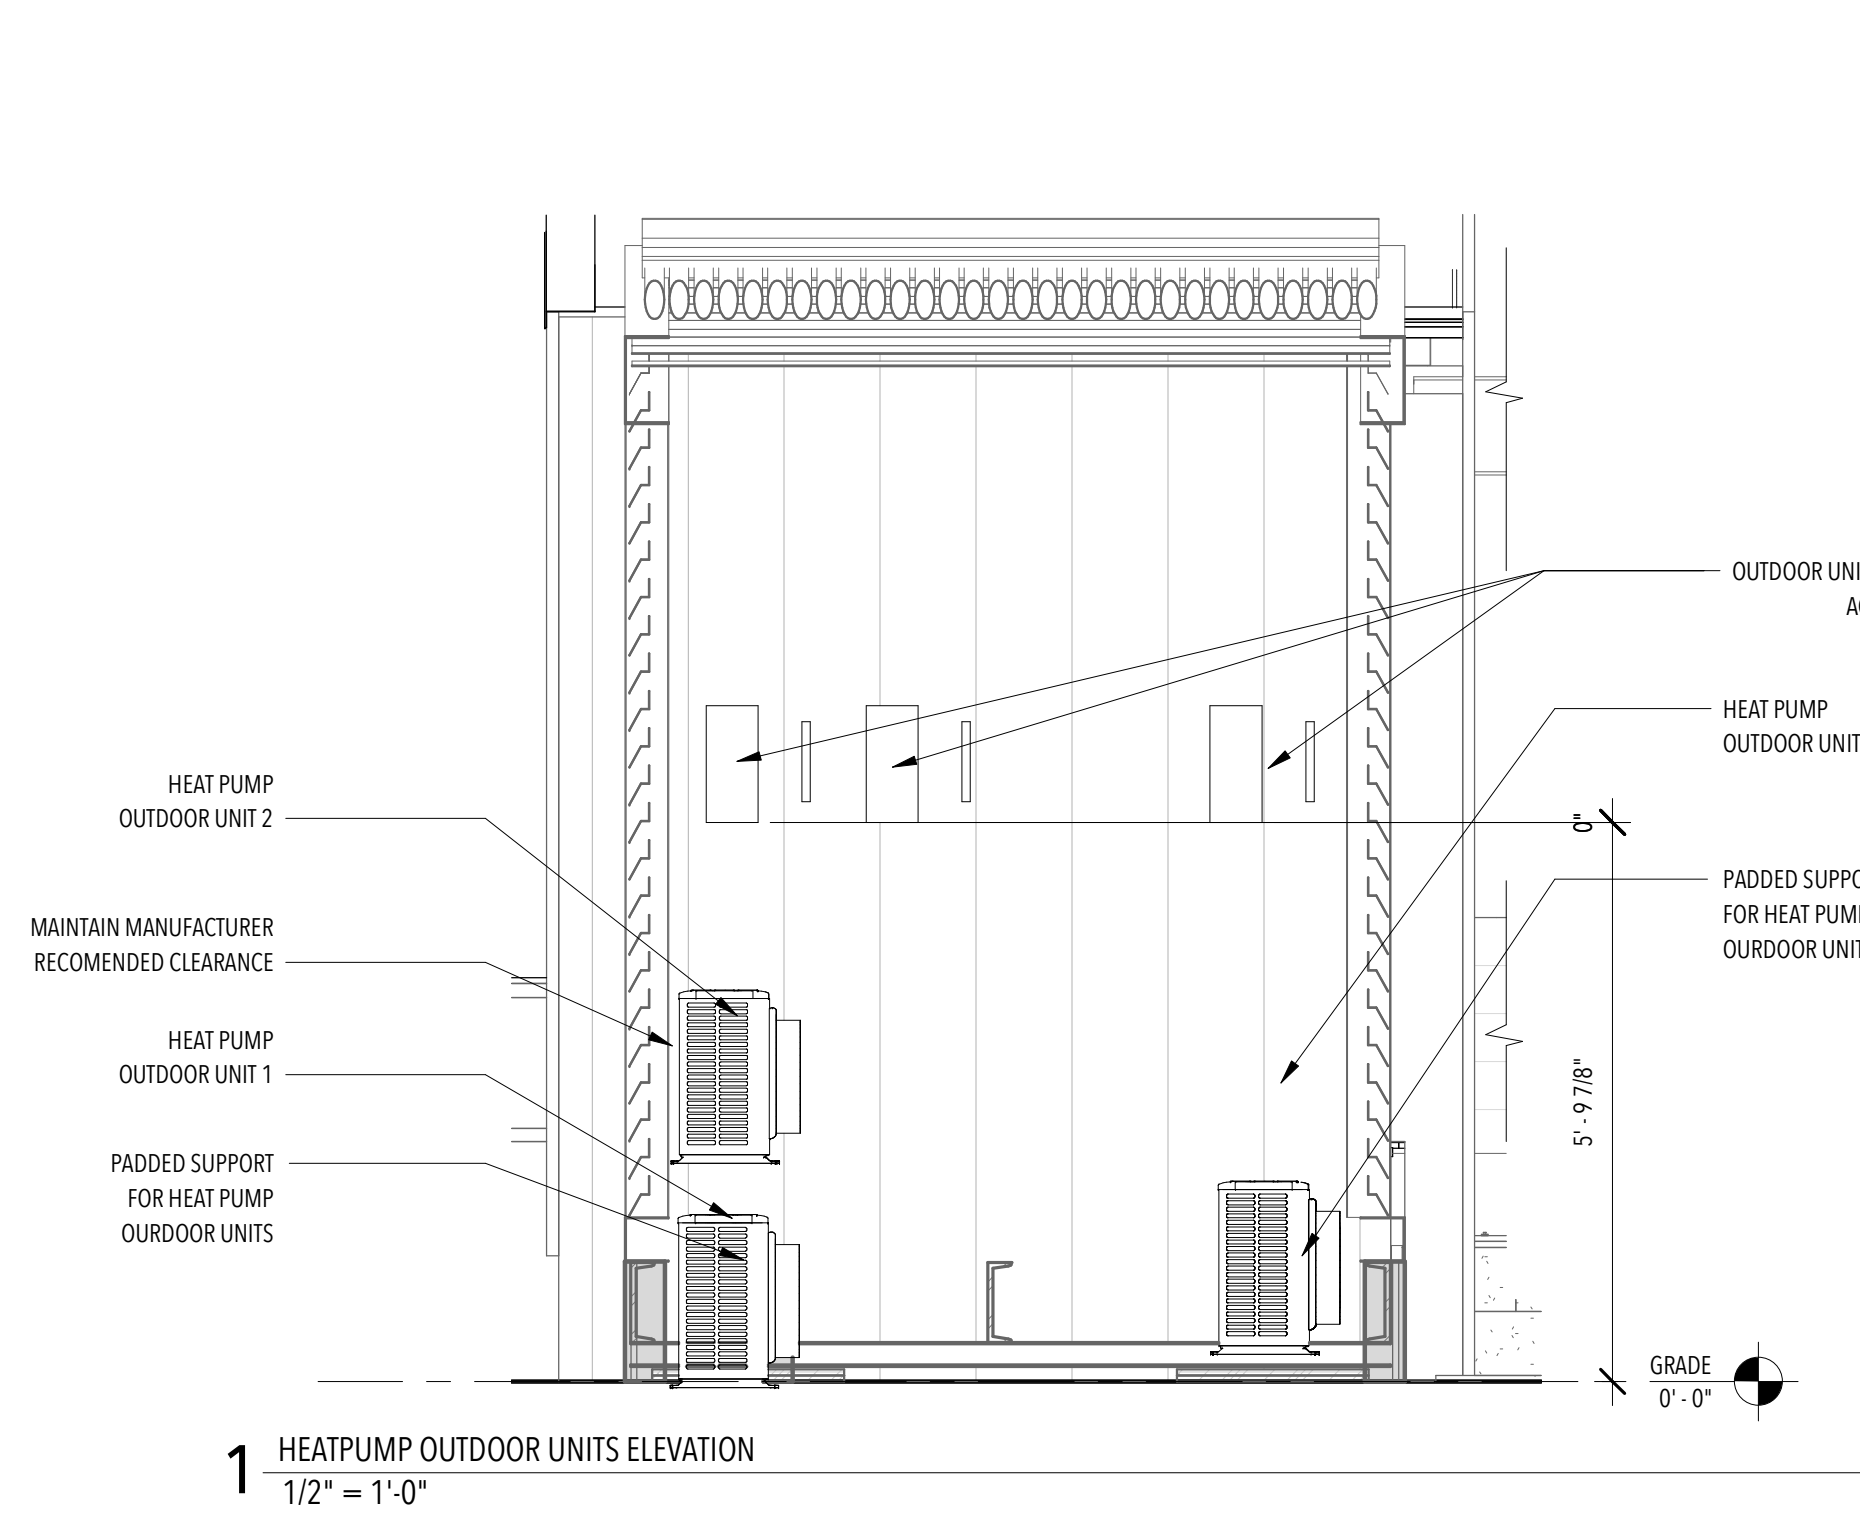 OUTDOOR UNI
HEAT PUMP
OUTDOOR UNIT
HEAT PUMP
OUTDOOR UNIT 2
0"
PADDED SUPPO
FOR HEAT PUM
OURDOOR UNIT
MAINTAIN MANUFACTURER
RECOMENDED CLEARANCE
HEAT PUMP
OUTDOOR UNIT 1
5' - 9 7/8"
PADDED SUPPORT
FOR HEAT PUMP
OURDOOR UNITS
GRADE
0' - 0"
1 HEATPUMP OUTDOOR UNITS ELEVATION
1/2" = 1'-0"